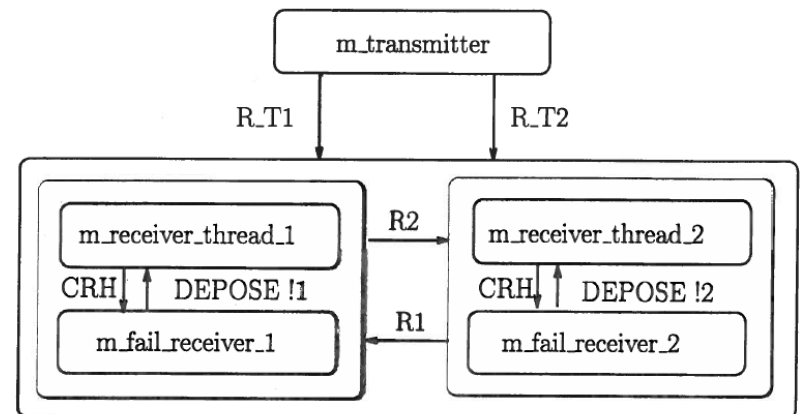 m_transmitter
R_T1
R_T2
m_receiver_thread_1
R2
m_receiver_thread_2
CRH
DEPOSE !1
CRH
DEPOSE !2
R1
m_fail_receiver_1
m_fail_receiver_2